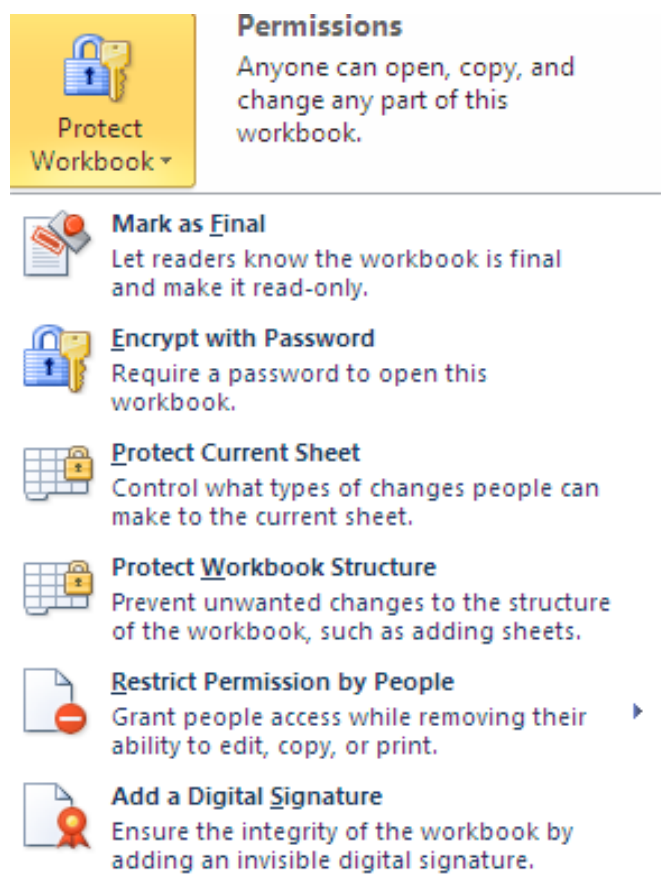 Protect
Workbook
Permissions
Anyone can open, copy, and
change any part of this
workbook.
Mark as Final
Let readers know the workbook is final
and make it read-only.
Encrypt with Password
Require a password to open this
workbook.
Protect Current Sheet
Control what types of changes people can
make to the current sheet.
Protect Workbook Structure
Prevent unwanted changes to the structure
of the workbook, such as adding sheets.
Restrict Permission by People
Grant people access while removing their
ability to edit, copy, or print.
Add a Digital Signature
Ensure the integrity of the workbook by
adding an invisible digital signature.